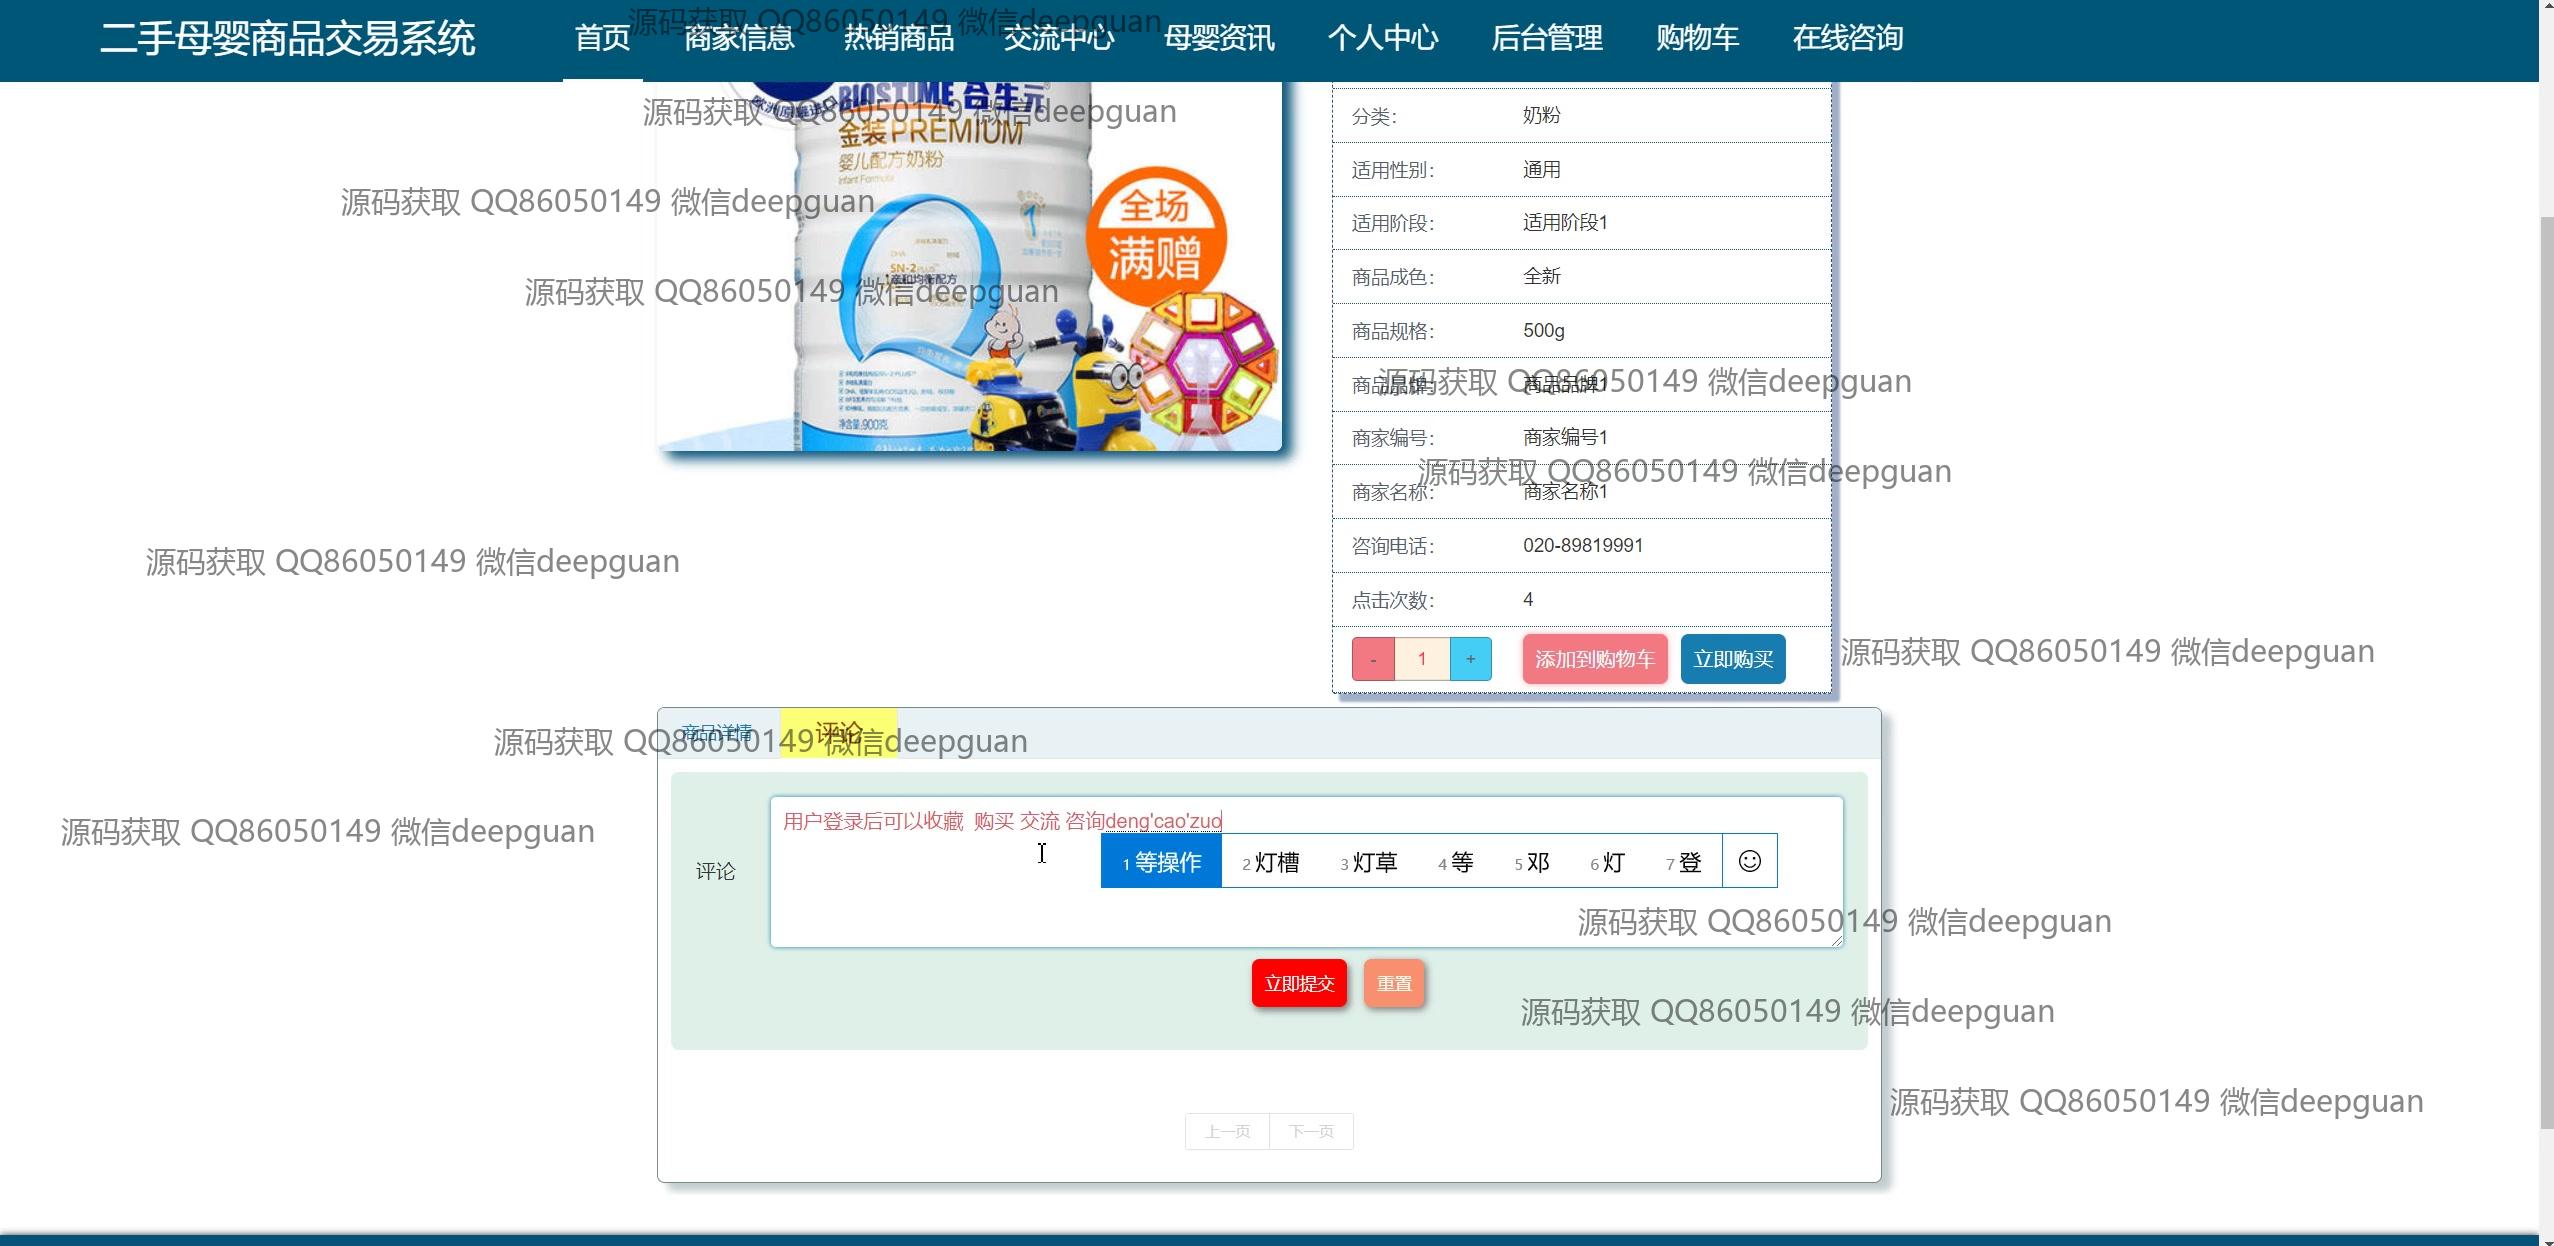 二手母婴商品交易系统
首页 商家信息 热销商品 交流中心 母婴资讯 个人中心 后台管理 购物车 在线咨询
源码获取 QQ86050149 微信deepguan
BIOSTIME 合生元
源码获取 QQ86050149 微信deepguan
金装PREMIUM
婴儿配方奶粉
Infant Formula
源码获取 QQ86050149 微信deepguan
全场
满赠
SN-2 PLUS
亲和均衡配方
源码获取 QQ86050149 微信deepguan
净含量:900克
分类： 奶粉
适用性别： 通用
适用阶段： 适用阶段1
商品成色： 全新
商品规格： 500g
商品品牌： 商品品牌1
源码获取 QQ86050149 微信deepguan
商家编号： 商家编号1
源码获取 QQ86050149 微信deepguan
商家名称： 商家名称1
咨询电话： 020-89819991
源码获取 QQ86050149 微信deepguan
点击次数： 4
- 1 + 添加到购物车 立即购买
源码获取 QQ86050149 微信deepguan
商品详情 评论
源码获取 QQ86050149 微信deepguan
源码获取 QQ86050149 微信deepguan
评论
用户登录后可以收藏 购买 交流 咨询deng'cao'zuo
1 等操作 2 灯槽 3 灯草 4 等 5 邓 6 灯 7 登
源码获取 QQ86050149 微信deepguan
立即提交 重置
源码获取 QQ86050149 微信deepguan
源码获取 QQ86050149 微信deepguan
上一页 下一页